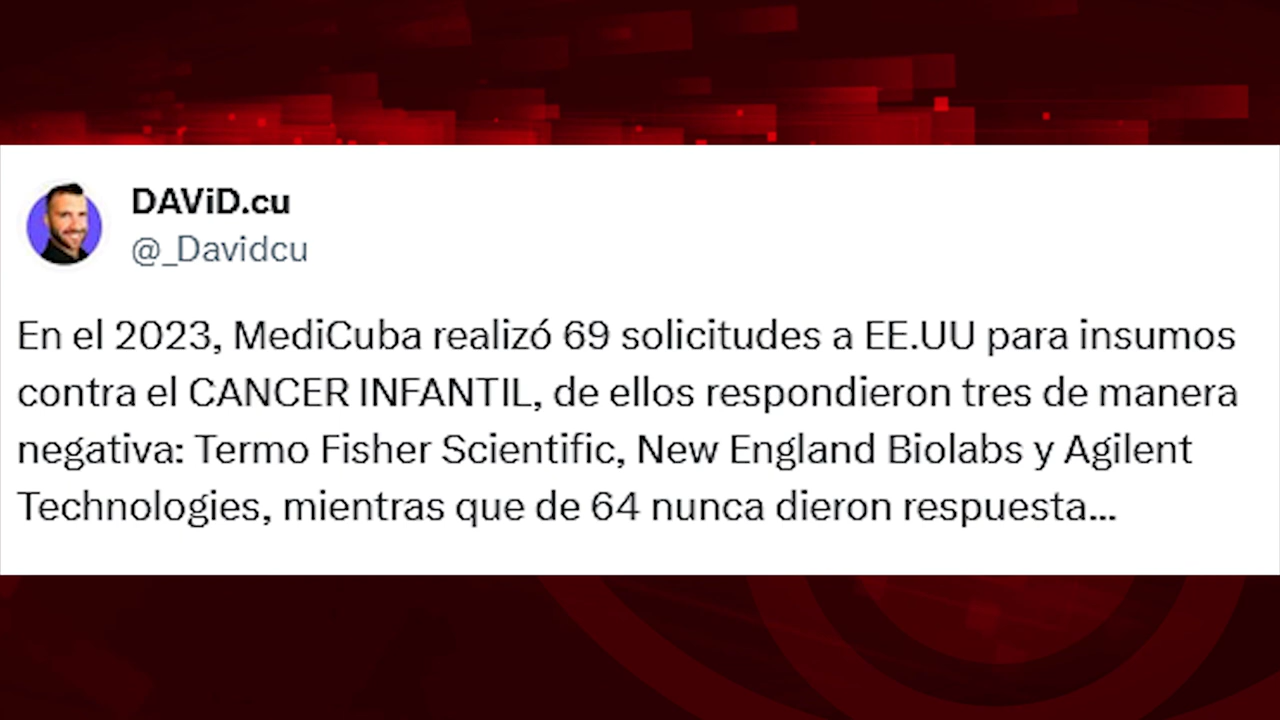 DAViD.cu
@_Davidcu
En el 2023, MediCuba realizó 69 solicitudes a EE.UU para insumos
contra el CANCER INFANTIL, de ellos respondieron tres de manera
negativa: Termo Fisher Scientific, New England Biolabs y Agilent
Technologies, mientras que de 64 nunca dieron respuesta...